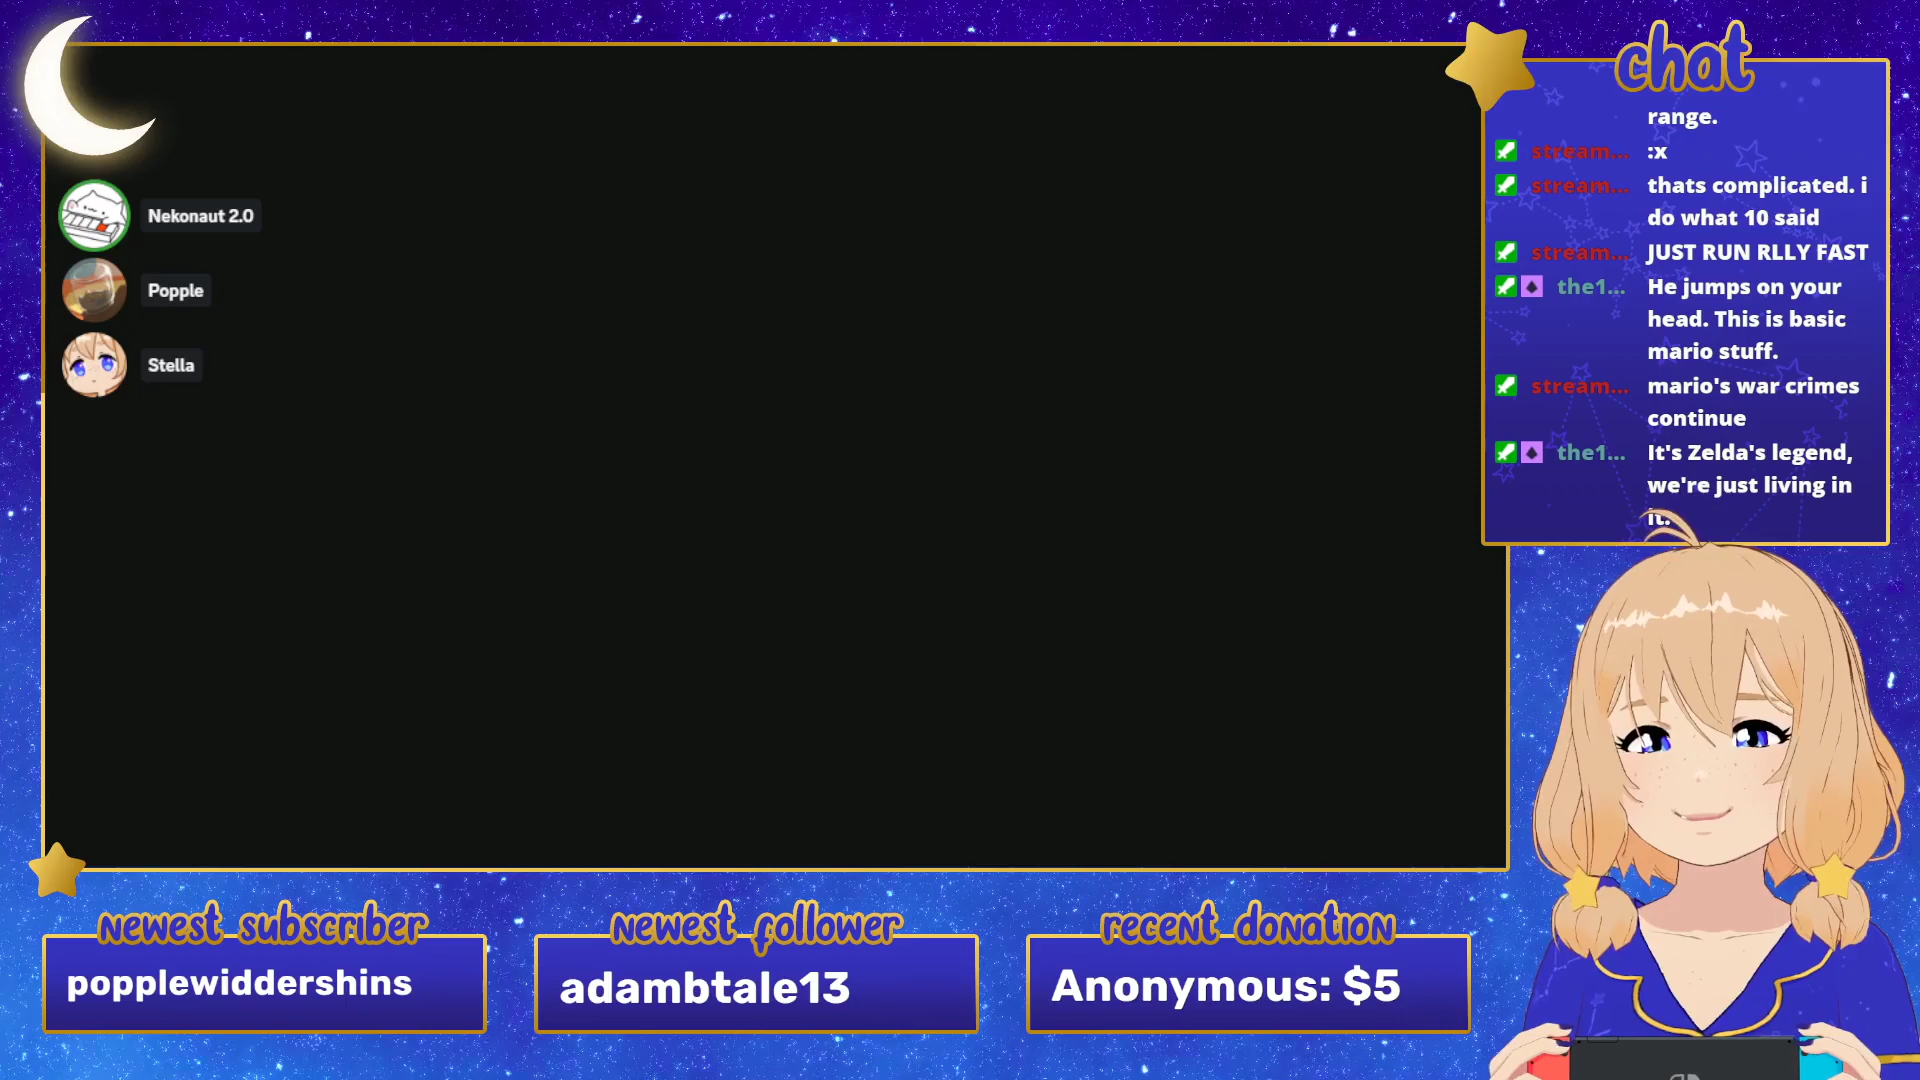 chat
range.
stream... :x
stream... thats complicated. i
do what 10 said
stream... JUST RUN RLLY FAST
the1... He jumps on your
head. This is basic
mario stuff.
stream... mario's war crimes
continue
the1... It's Zelda's legend,
we're just living in
it.
Nekonaut 2.0
Popple
Stella
newest subscriber
popplewiddershins
newest follower
adambtale13
recent donation
Anonymous: $5